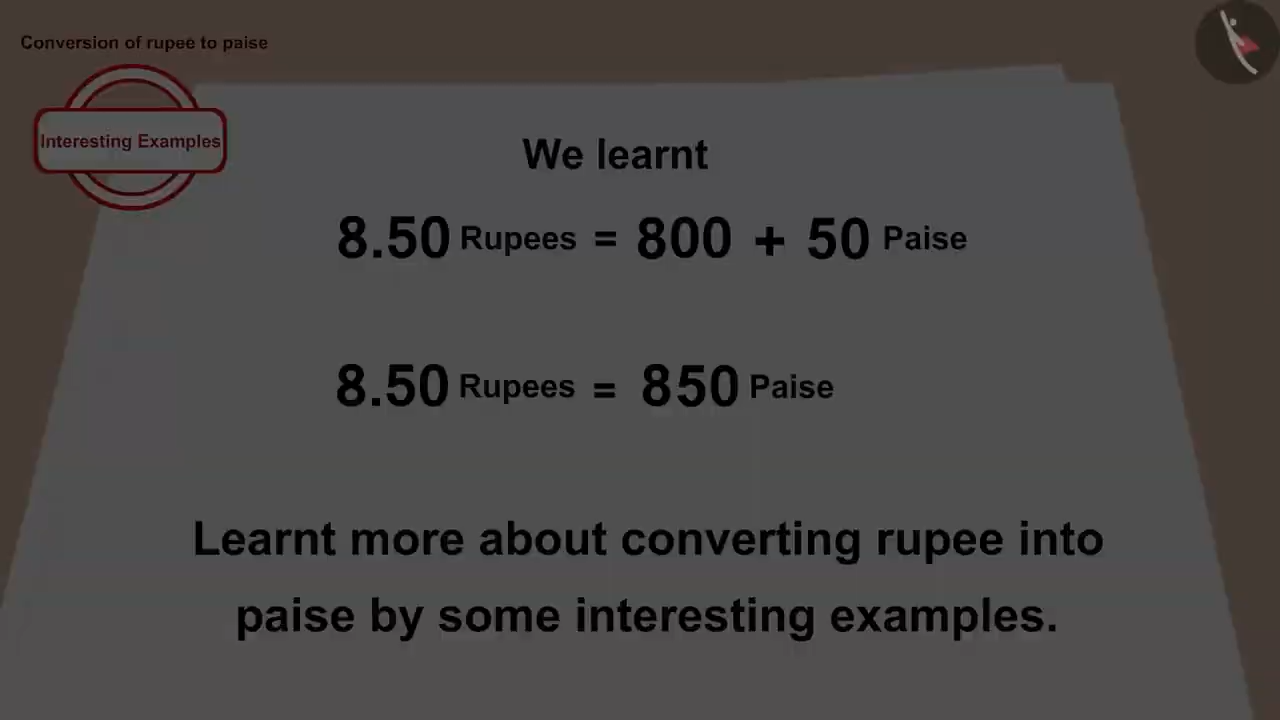 Conversion of rupee to paise
Interesting Examples
We learnt
8.50 Rupees = 800 + 50 Paise
8.50 Rupees = 850 Paise
Learnt more about converting rupee into
paise by some interesting examples.